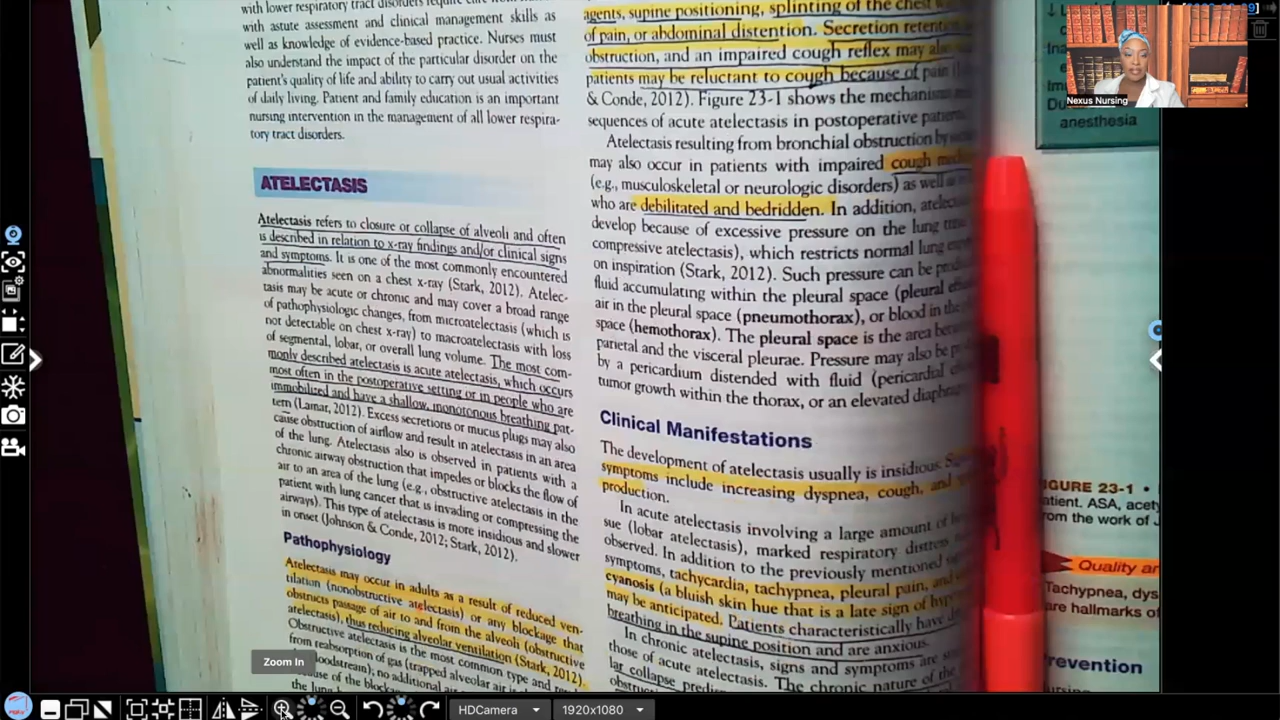 with lower respiratory tract disorders require care from
with astute assessment and clinical management skills as
well as knowledge of evidence-based practice. Nurses must
also understand the impact of the particular disorder on the
patient's quality of life and ability to carry out usual activities
of daily living. Patient and family education is an important
nursing intervention in the management of all lower respira-
tory tract disorders.
ATELECTASIS
Atelectasis refers to closure or collapse of alveoli and often
is described in relation to x-ray findings and/or clinical signs
and symptoms. It is one of the most commonly encountered
abnormalities seen on a chest x-ray (Stark, 2012). Atelec-
tasis may be acute or chronic and may cover a broad range
of pathophysiologic changes, from microatelectasis (which is
not detectable on chest x-ray) to macroatelectasis with loss
of segmental, lobar, or overall lung volume. The most com-
monly described atelectasis is acute atelectasis, which occurs
most often in the postoperative setting or in people who are
immobilized and have a shallow, monotonous breathing pat-
tern (Lamar, 2012). Excess secretions or mucus plugs may also
cause obstruction of airflow and result in atelectasis in an area
of the lung. Atelectasis also is observed in patients with a
chronic airway obstruction that impedes or blocks the flow of
air to an area of the lung (e.g., obstructive atelectasis in the
patient with lung cancer that is invading or compressing the
airways). This type of atelectasis is more insidious and slower
in onset (Johnson & Conde, 2012; Stark, 2012).
Pathophysiology
Atelectasis may occur in adults as a result of reduced ven-
tilation (nonobstructive atelectasis) or any blockage that
obstructs passage of air to and from the alveoli (obstructive
atelectasis), thus reducing alveolar ventilation (Stark, 2012).
Obstructive atelectasis is the most common type and
from reabsorption of gas (trapped alveolar air is
bloodstream); no additional
of the blockage
the lung
agents, supine positioning, splinting of the chest
of pain, or abdominal distention. Secretion
obstruction, and an impaired cough reflex may
patients may be reluctant to cough because of pain
& Conde, 2012). Figure 23-1 shows the
sequences of acute atelectasis in postoperative
Atelectasis resulting from bronchial obstruction by
may also occur in patients with impaired cough
(e.g., musculoskeletal or neurologic disorders) as well as
who are debilitated and bedridden. In addition,
develop because of excessive pressure on the lung
compressive atelectasis), which restricts normal lung
on inspiration (Stark, 2012). Such pressure can be
fluid accumulating within the pleural space (pleural
air in the pleural space (pneumothorax), or blood in the
space (hemothorax). The pleural space is the area
parietal and the visceral pleurae. Pressure may also be
by a pericardium distended with fluid (pericardial
tumor growth within the thorax, or an elevated
Clinical Manifestations
The development of atelectasis usually is insidious.
symptoms include increasing dyspnea, cough, and
production.
In acute atelectasis involving a large amount of
sue (lobar atelectasis), marked respiratory distress
observed. In addition to the previously mentioned
symptoms, tachycardia, tachypnea, pleural pain, and
cyanosis (a bluish skin hue that is a late sign of
may be anticipated. Patients characteristically have
breathing in the supine position and are anxious.
In chronic atelectasis, signs and symptoms are
those of acute atelectasis. The chronic nature of the
lar collapse
anesthesia
FIGURE 23-1 •
patient. ASA,
from the work of
Quality
Tachypnea,
are hallmarks of
Prevention
Nexus Nursing
Zoom In
HDCamera
1920x1080